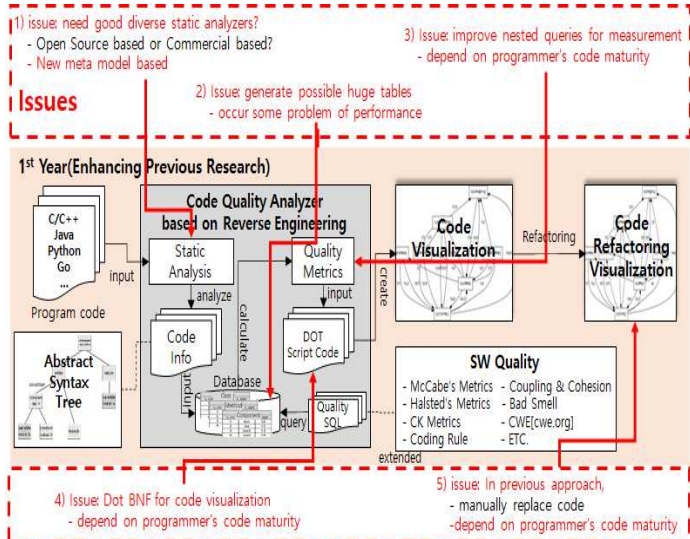 1) issue: need good diverse static analyzers?
- Open Source based or Commercial based?
- New meta model based
Issues
2) Issue: generate possible huge tables
- occur some problem of performance
3) Issue: improve nested queries for measurement
- depend on programmer's code maturity
1st Year(Enhancing Previous Research)
C/C++
Java
Python
Go
...
Program code
input
Code Quality Analyzer
based on Reverse Engineering
Static
Analysis
analyze
Code
Info
input
calculate
Quality
Metrics
input
DOT
Script Code
create
Database
Class
Method
Component
query
Quality
SQL
Abstract
Syntax
Tree
Code
Visualization
Refactoring
Code
Refactoring
Visualization
SW Quality
- McCabe's Metrics
- Halsted's Metrics
- CK Metrics
- Coding Rule
- Coupling & Cohesion
- Bad Smell
- CWE[cwe.org]
- ETC.
extended
4) Issue: Dot BNF for code visualization
- depend on programmer's code maturity
5) issue: In previous approach,
- manually replace code
-depend on programmer's code maturity